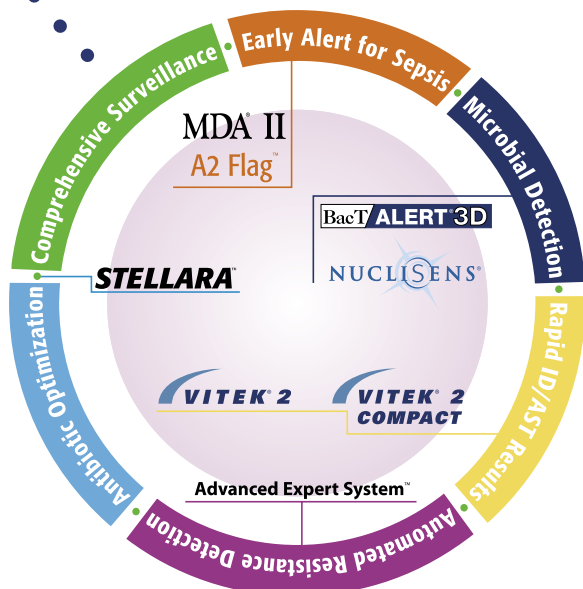 Early Alert for Sepsis
Microbial Detection
Rapid ID/AST Results
Automated Resistance Detection
Antibiotic Optimization
Comprehensive Surveillance
MDA® II
A2 Flag™
BacT/ALERT® 3D
NUCLISENS®
STELLARA™
VITEK® 2
VITEK® 2
COMPACT
Advanced Expert System™